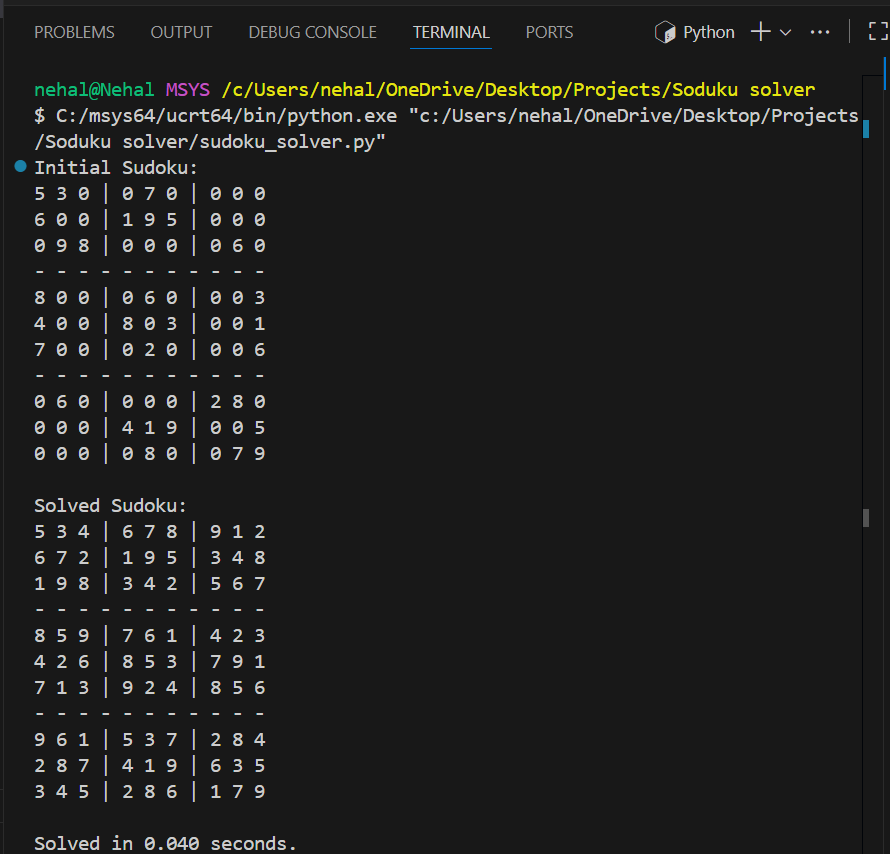 PROBLEMS OUTPUT DEBUG CONSOLE TERMINAL PORTS Python
nehal@Nehal MSYS /c/Users/nehal/OneDrive/Desktop/Projects/Soduku solver
$ C:/msys64/ucrt64/bin/python.exe "c:/Users/nehal/OneDrive/Desktop/Projects
/Soduku solver/sudoku_solver.py"
Initial Sudoku:
5 3 0 | 0 7 0 | 0 0 0
6 0 0 | 1 9 5 | 0 0 0
0 9 8 | 0 0 0 | 0 6 0
- - - - - - - - - - -
8 0 0 | 0 6 0 | 0 0 3
4 0 0 | 8 0 3 | 0 0 1
7 0 0 | 0 2 0 | 0 0 6
- - - - - - - - - - -
0 6 0 | 0 0 0 | 2 8 0
0 0 0 | 4 1 9 | 0 0 5
0 0 0 | 0 8 0 | 0 7 9
Solved Sudoku:
5 3 4 | 6 7 8 | 9 1 2
6 7 2 | 1 9 5 | 3 4 8
1 9 8 | 3 4 2 | 5 6 7
- - - - - - - - - - -
8 5 9 | 7 6 1 | 4 2 3
4 2 6 | 8 5 3 | 7 9 1
7 1 3 | 9 2 4 | 8 5 6
- - - - - - - - - - -
9 6 1 | 5 3 7 | 2 8 4
2 8 7 | 4 1 9 | 6 3 5
3 4 5 | 2 8 6 | 1 7 9
Solved in 0.040 seconds.